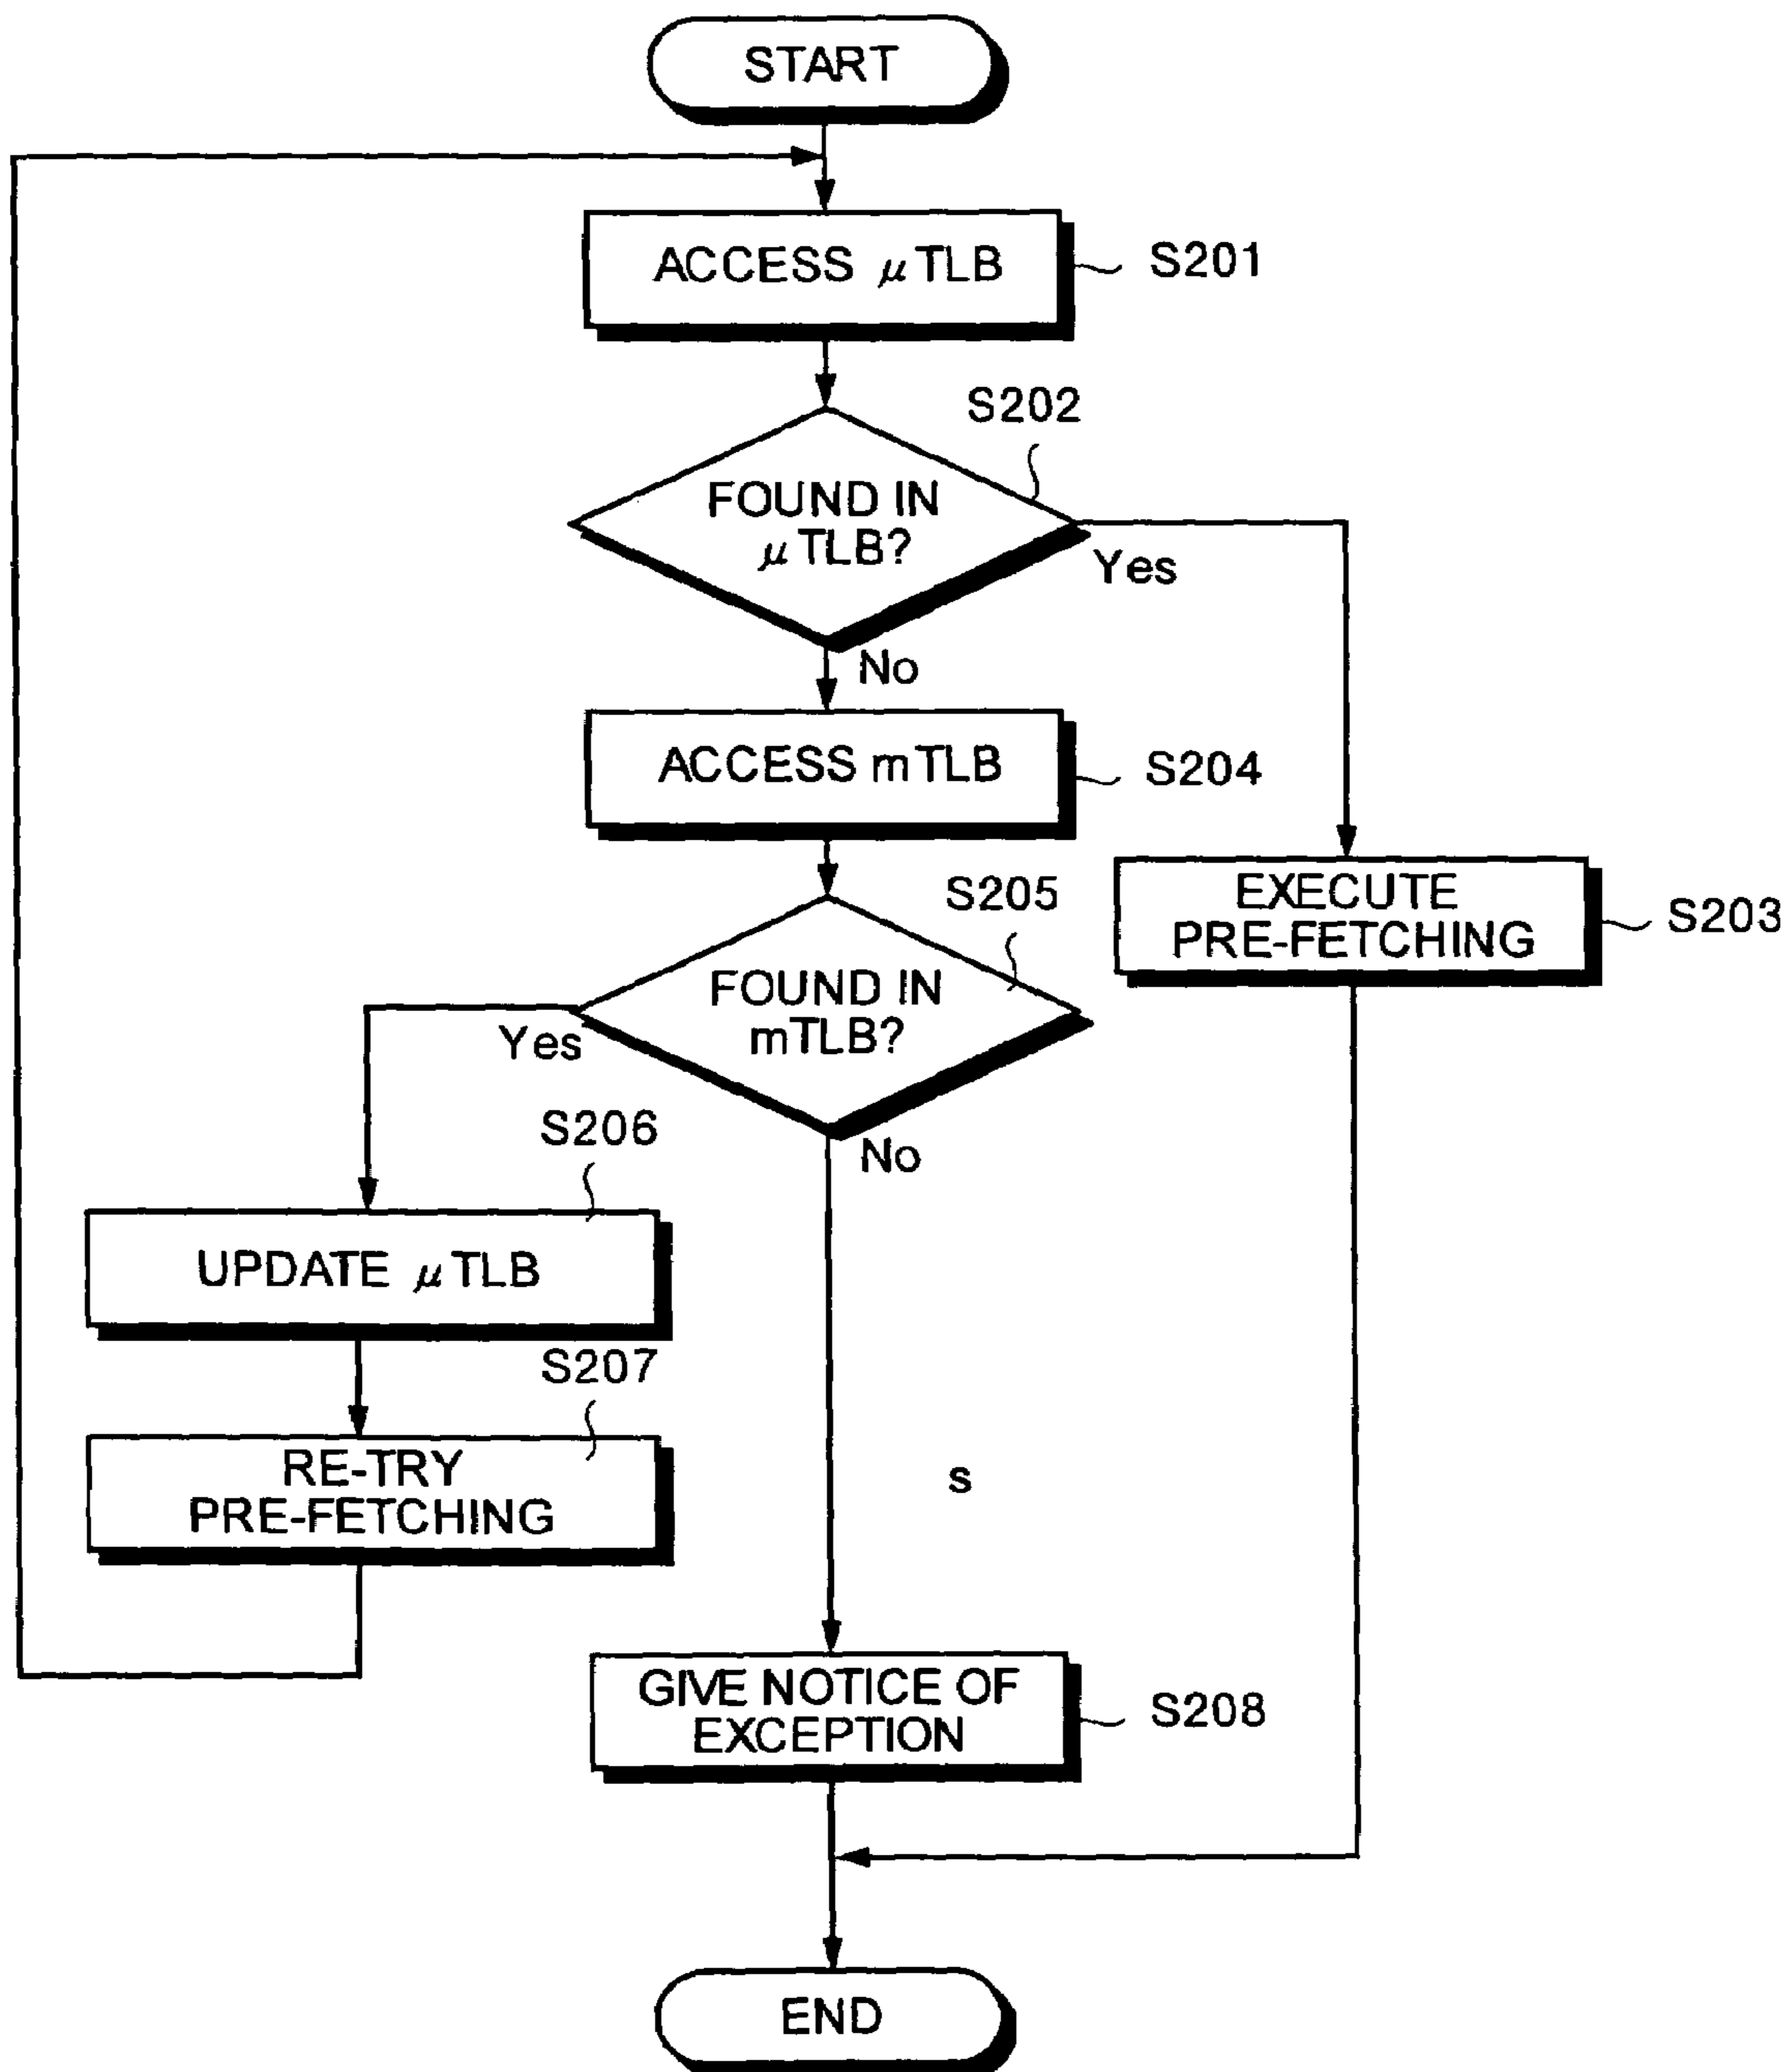 START
ACCESS μTLB
S201
S202
FOUND IN
μTLB?
Yes
No
ACCESS mTLB
S204
EXECUTE
PRE-FETCHING
S203
S205
FOUND IN
mTLB?
Yes
No
S206
UPDATE μTLB
S207
RE-TRY
PRE-FETCHING
s
GIVE NOTICE OF
EXCEPTION
S208
END